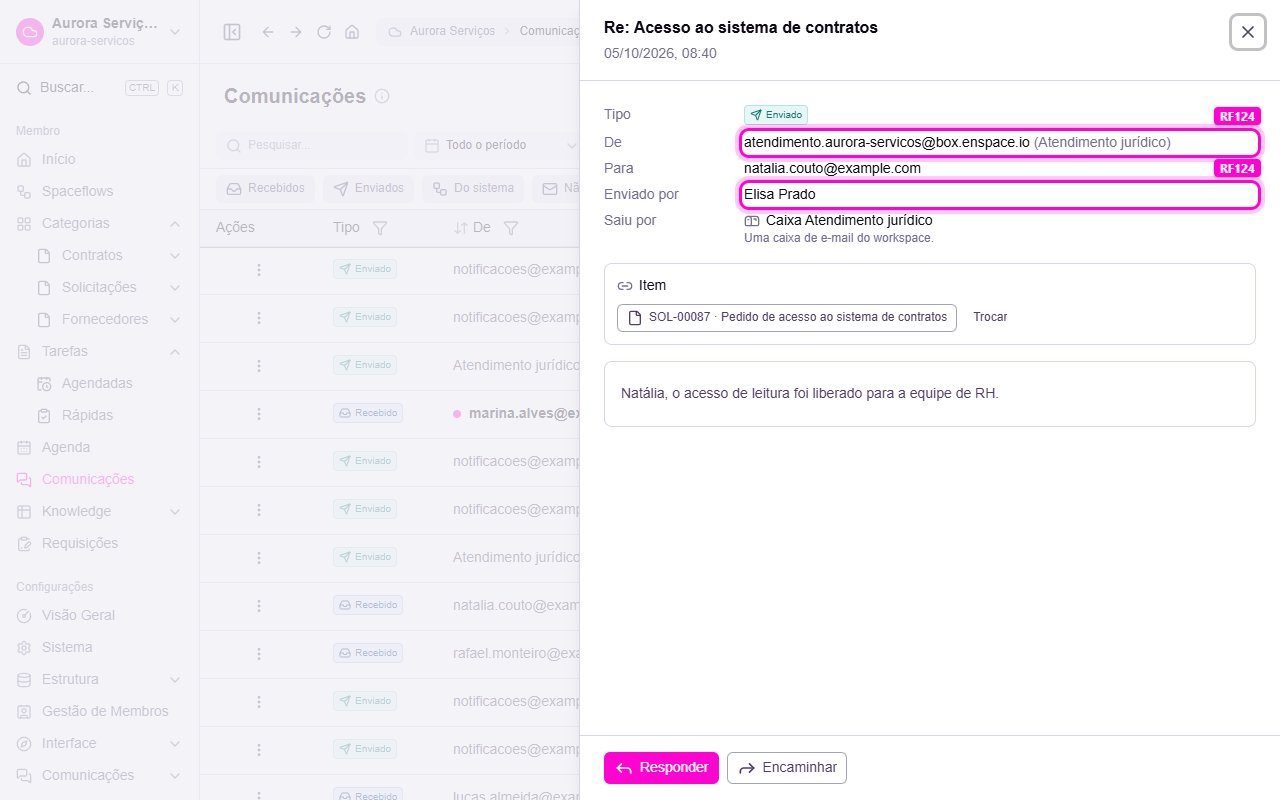 Aurora Serviç...
aurora-servicos
Buscar...
CTRL K
Membro
Início
Spaceflows
Categorias
Contratos
Solicitações
Fornecedores
Tarefas
Agendadas
Rápidas
Agenda
Comunicações
Knowledge
Requisições
Configurações
Visão Geral
Sistema
Estrutura
Gestão de Membros
Interface
Comunicações
Aurora Serviços
Comunicaç
Comunicações
Pesquisar...
Todo o período
Recebidos
Enviados
Do sistema
Nã
Ações
Tipo
De
Enviado notificacoes@examp
Enviado notificacoes@examp
Enviado Atendimento jurídico
Recebido marina.alves@ex
Enviado notificacoes@examp
Enviado notificacoes@examp
Enviado Atendimento jurídico
Recebido natalia.couto@exam
Recebido rafael.monteiro@exa
Enviado notificacoes@examp
Enviado notificacoes@examp
Recebido lucas.almeida@exam
Re: Acesso ao sistema de contratos
05/10/2026, 08:40
Tipo Enviado
RF124
De atendimento.aurora-servicos@box.enspace.io (Atendimento jurídico)
Para natalia.couto@example.com
RF124
Enviado por Elisa Prado
Saiu por Caixa Atendimento jurídico
Uma caixa de e-mail do workspace.
Item
SOL-00087 · Pedido de acesso ao sistema de contratos
Trocar
Natália, o acesso de leitura foi liberado para a equipe de RH.
Responder
Encaminhar